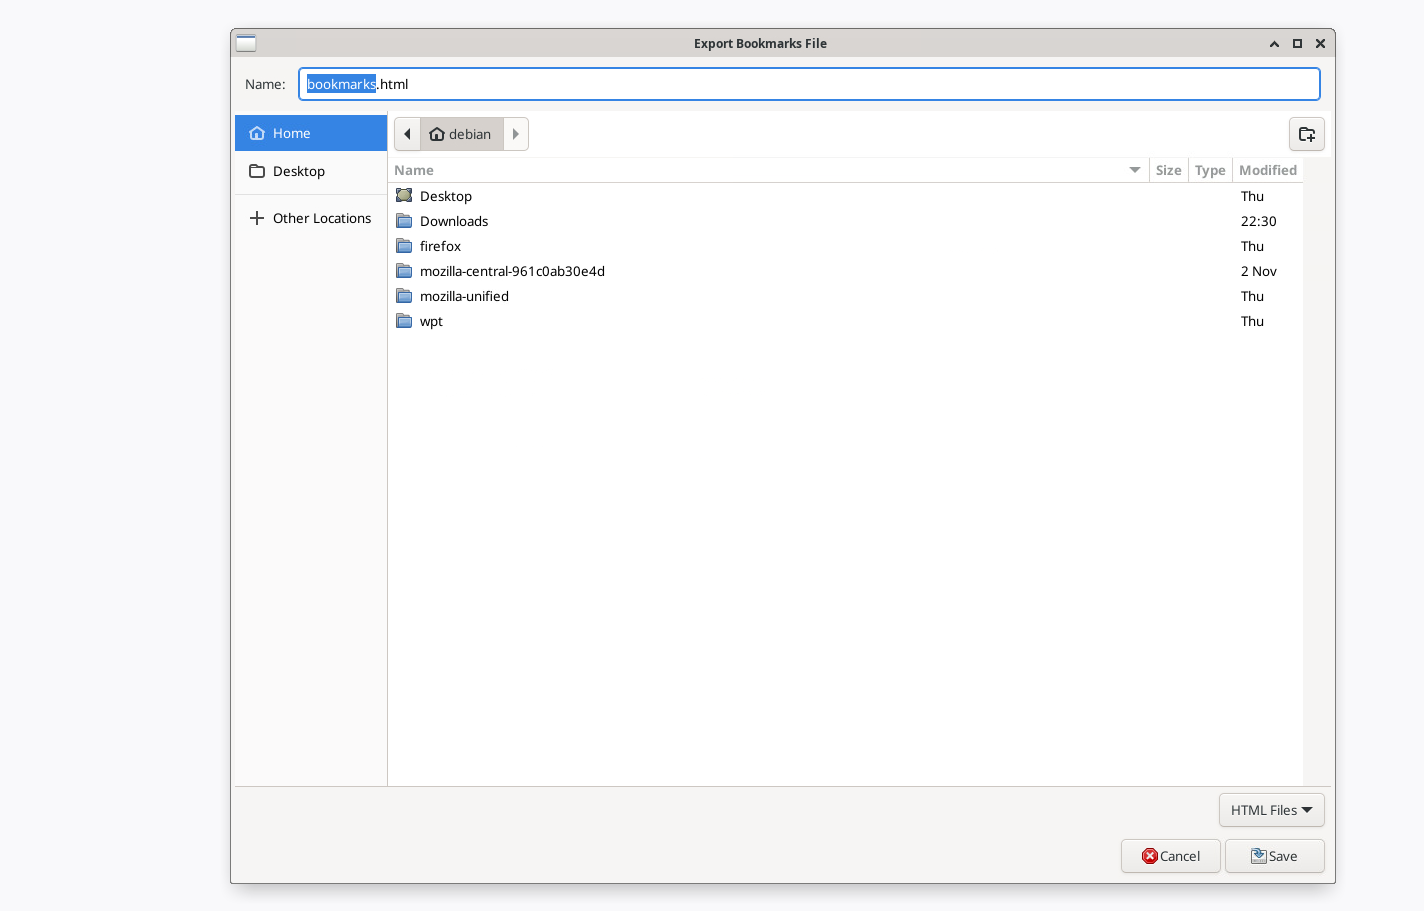 Export Bookmarks File
Name: bookmarks.html
Home
Desktop
Other Locations
debian
Name Size Type Modified
Desktop Thu
Downloads 22:30
firefox Thu
mozilla-central-961c0ab30e4d 2 Nov
mozilla-unified Thu
wpt Thu
HTML Files
Cancel Save